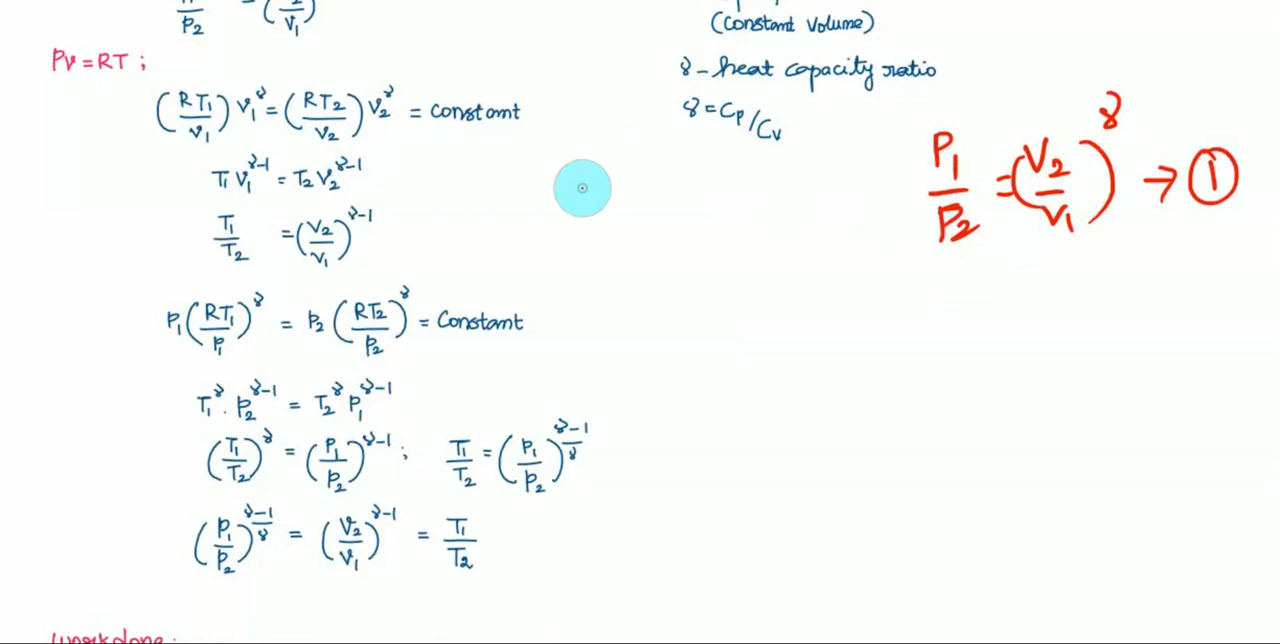 P₂ = (v₁)
(constant volume)
Pv = RT ;
γ – heat capacity ratio
γ = Cp/Cv
(RT₁/v₁) v₁^γ = (RT₂/v₂) v₂^γ = constant
P₁/P₂ = (V₂/V₁)^γ → ①
T₁ v₁^γ-1 = T₂ v₂^γ-1
T₁/T₂ = (v₂/v₁)^γ-1
P₁ (RT₁/P₁)^γ = P₂ (RT₂/P₂)^γ = constant
T₁^γ . P₂^γ-1 = T₂^γ P₁^γ-1
(T₁/T₂)^γ = (P₁/P₂)^γ-1 ; T₁/T₂ = (P₁/P₂)^γ-1/γ
(P₁/P₂)^γ-1/γ = (v₂/v₁)^γ-1 = T₁/T₂
Workdone :